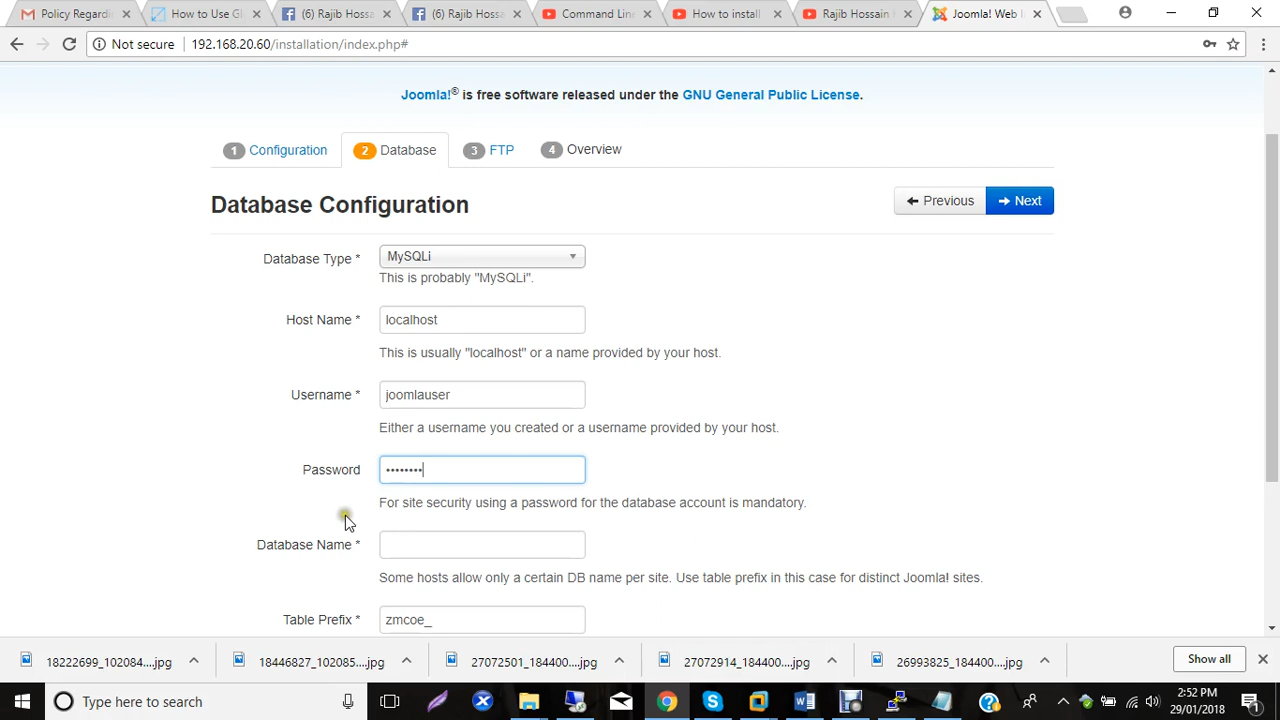 Policy Regardi
How to Use Gl
(6) Rajib Hosse
(6) Rajib Hosse
Command Lin
How to install
Rajib Hossain
Joomla! Web I
Not secure 192.168.20.60/installation/index.php#
Joomla!® is free software released under the GNU General Public License.
1 Configuration
2 Database
3 FTP
4 Overview
Database Configuration
Previous
Next
Database Type *
MySQLi
This is probably "MySQLi".
Host Name *
localhost
This is usually "localhost" or a name provided by your host.
Username *
joomlauser
Either a username you created or a username provided by your host.
Password
••••••••
For site security using a password for the database account is mandatory.
Database Name *
Some hosts allow only a certain DB name per site. Use table prefix in this case for distinct Joomla! sites.
Table Prefix *
zmcoe_
18222699_102084....jpg
18446827_102085....jpg
27072501_184400....jpg
27072914_184400....jpg
26993825_184400....jpg
Show all
Type here to search
2:52 PM
29/01/2018